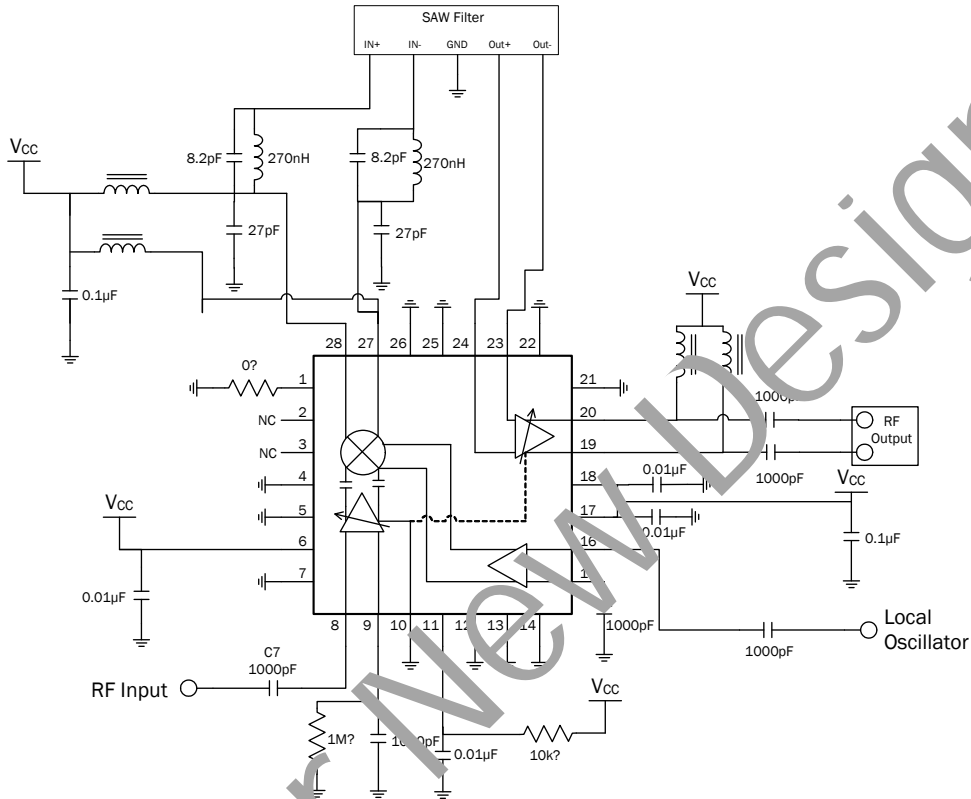 SAW Filter
IN+ IN- GND Out+ Out-
VCC
8.2pF
270nH
8.2pF
270nH
27pF
27pF
0.1µF
VCC
28 27 26 25 24 23 22
0?
1
21
1000pF
NC
2
20
RF
Output
NC
3
19
1000pF
4
18
0.01µF
VCC
VCC
5
17
0.01µF
0.1µF
6
16
0.01µF
7
8 9 10 11 12 13 14
1000pF
Local
Oscillator
1000pF
C7
1000pF
RF Input
VCC
1M?
1000pF
0.01µF
10k?
New Design